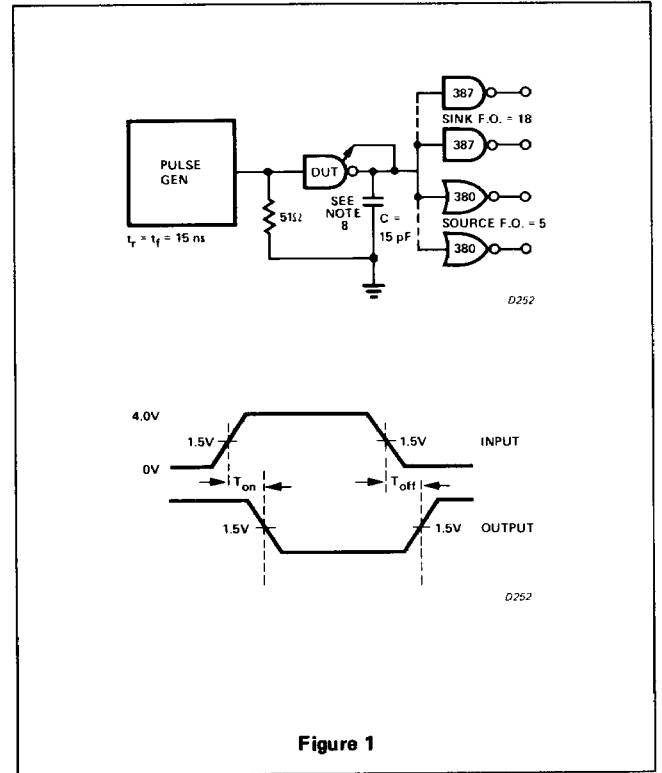 387
SINK F.O. = 18
387
PULSE
GEN
DUT
51Ω
SEE
NOTE
8
C =
15 pF
380
SOURCE F.O. = 5
380
tr = tf = 15 ns
D252
4.0V
1.5V
1.5V
INPUT
0V
Ton
Toff
1.5V
1.5V
OUTPUT
D252
Figure 1